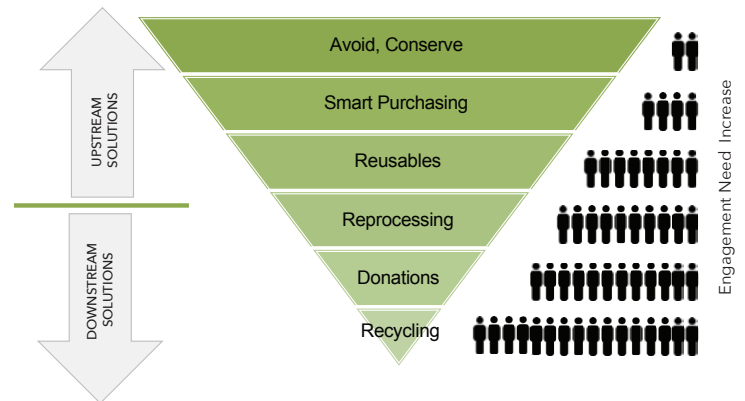 Avoid, Conserve
Smart Purchasing
Reusables
Reprocessing
Donations
Recycling
UPSTREAM
SOLUTIONS
DOWNSTREAM
SOLUTIONS
Engagement Need Increase